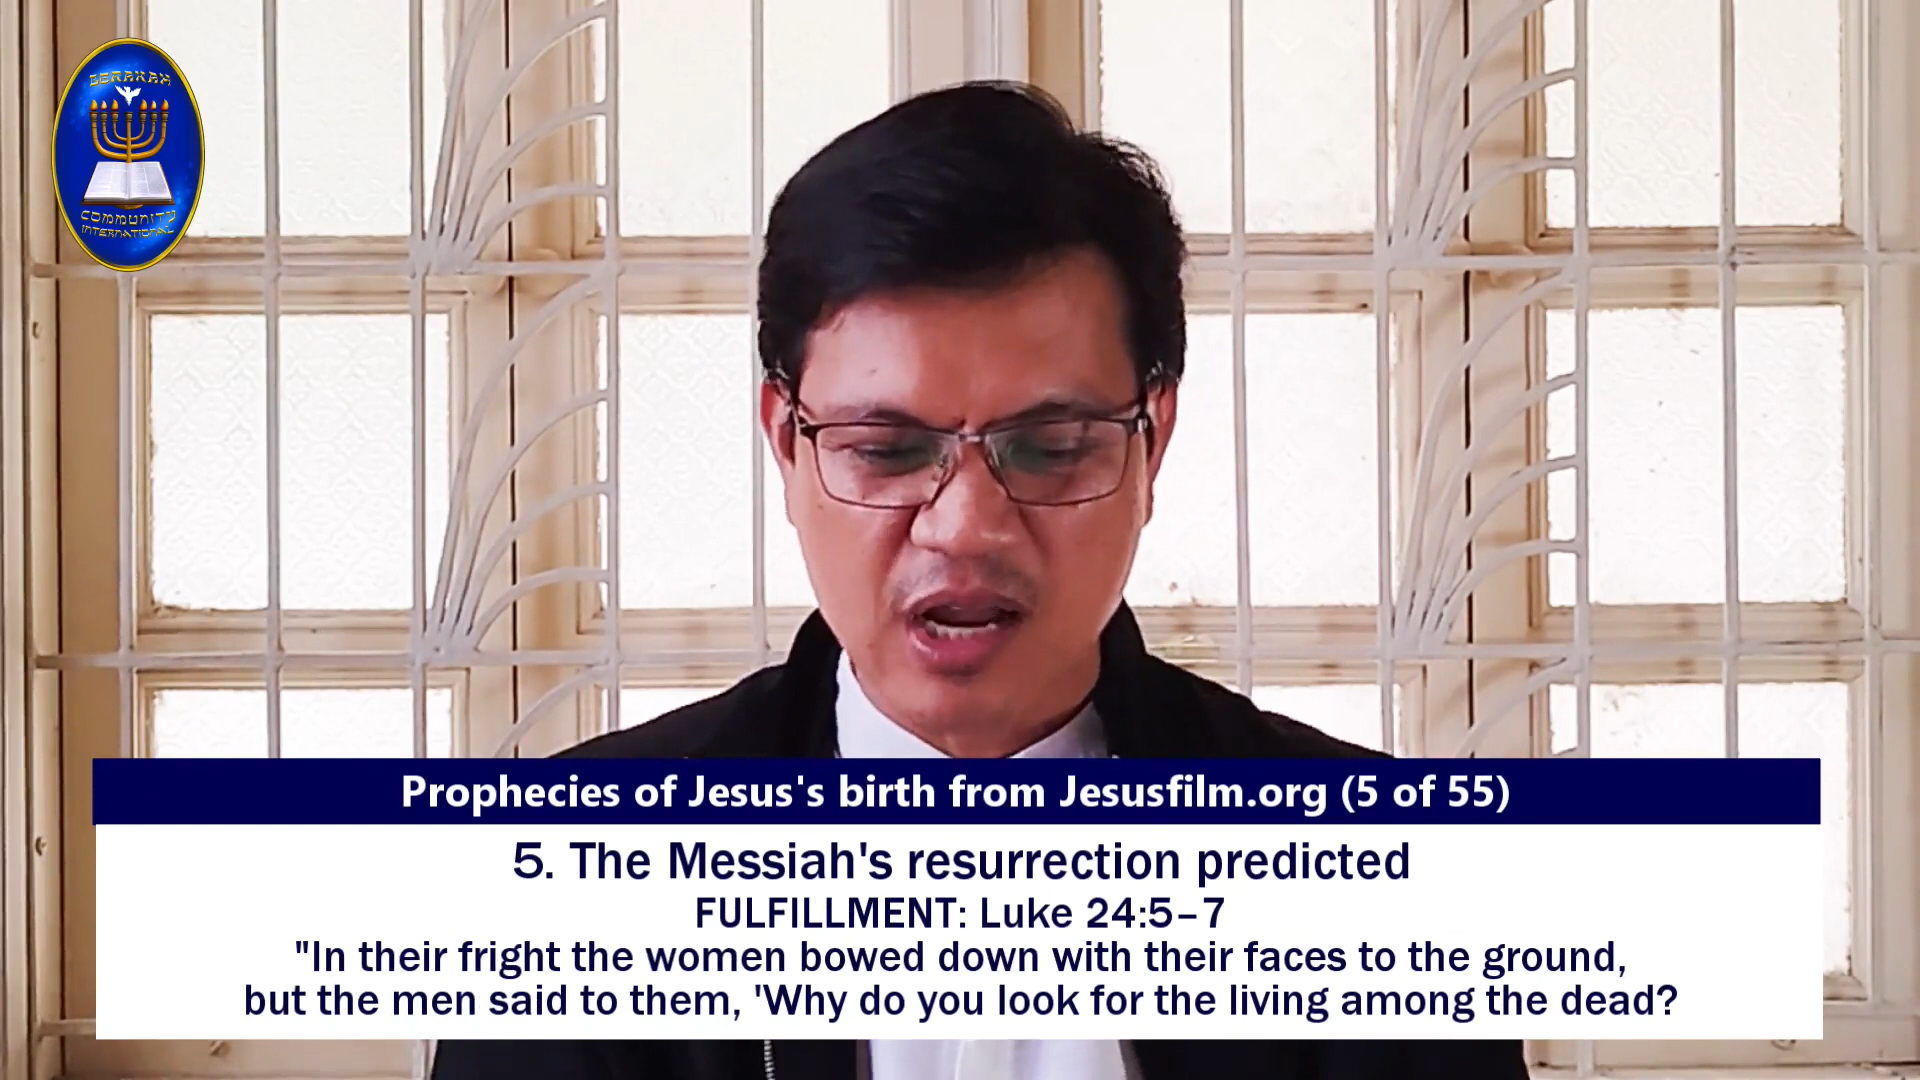 BERAKAH
COMMUNITY
INTERNATIONAL
Prophecies of Jesus's birth from Jesusfilm.org (5 of 55)
5. The Messiah's resurrection predicted
FULFILLMENT: Luke 24:5–7
"In their fright the women bowed down with their faces to the ground,
but the men said to them, 'Why do you look for the living among the dead?